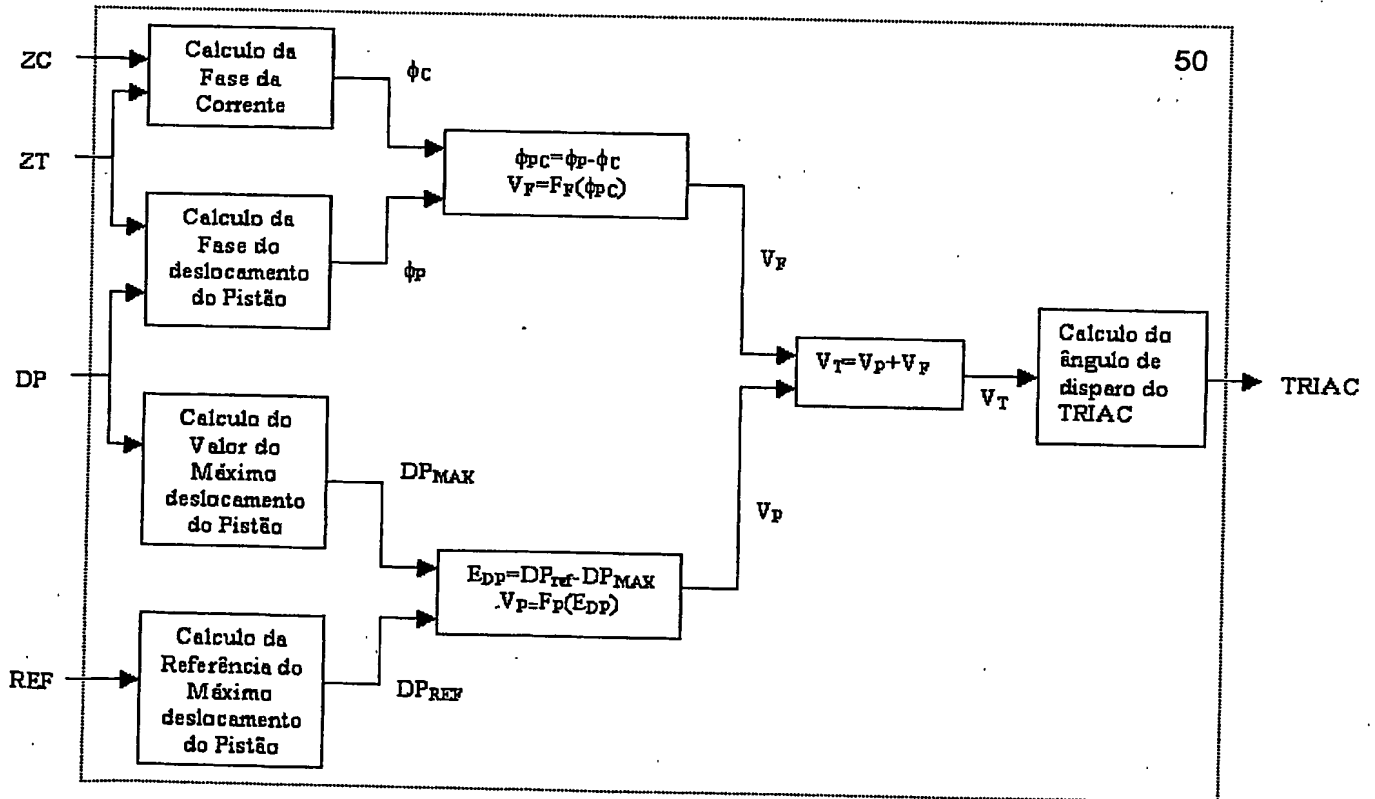 50
ZC
Calculo da
Fase da
Corrente
ϕC
ZT
ϕPC=ϕP-ϕC
VF=FF(ϕPC)
Calculo da
Fase do
deslocamento
do Pistão
ϕP
VF
DP
VT=VP+VF
VT
Calculo do
ângulo de
disparo do
TRIAC
TRIAC
Calculo do
Valor do
Máximo
deslocamento
do Pistão
DPMAX
VP
EDP=DPref-DPMAX
.VP=FP(EDP)
REF
Calculo da
Referência do
Máximo
deslocamento
do Pistão
DPREF